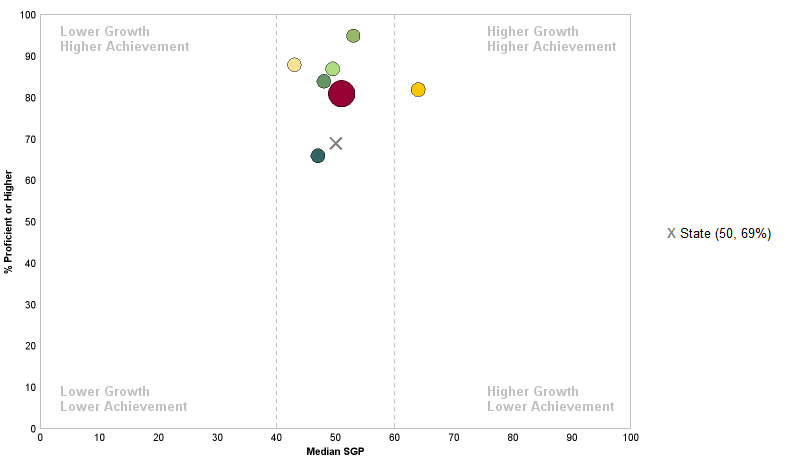 100
Lower Growth
Higher Achievement
Higher Growth
Higher Achievement
90
80
70
60
50
40
30
20
10
0
% Proficient or Higher
X State (50, 69%)
Lower Growth
Lower Achievement
Higher Growth
Lower Achievement
0 10 20 30 40 50 60 70 80 90 100
Median SGP